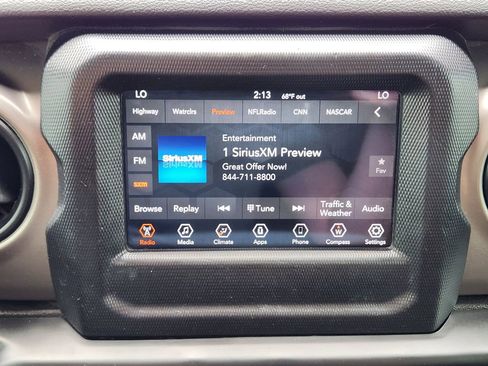 LO 2:13 68°F out LO
Highway Watrclrs Preview NFLRadio CNN NASCAR
AM
FM
SXM
SiriusXM
Entertainment
1 SiriusXM Preview
Great Offer Now!
844-711-8800
Fav
Browse Replay Tune Traffic & Weather Audio
Radio Media Climate Apps Phone Compass Settings
W